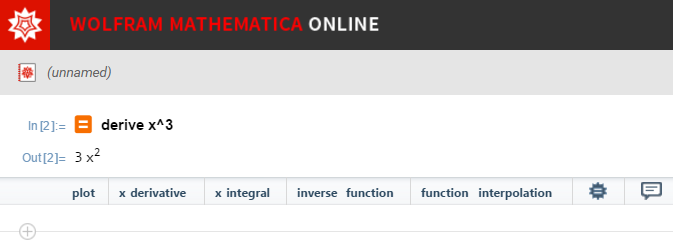 WOLFRAM MATHEMATICA ONLINE
(unnamed)
In[2]:= = derive x^3
Out[2]= 3 x²
plot x derivative x integral inverse function function interpolation